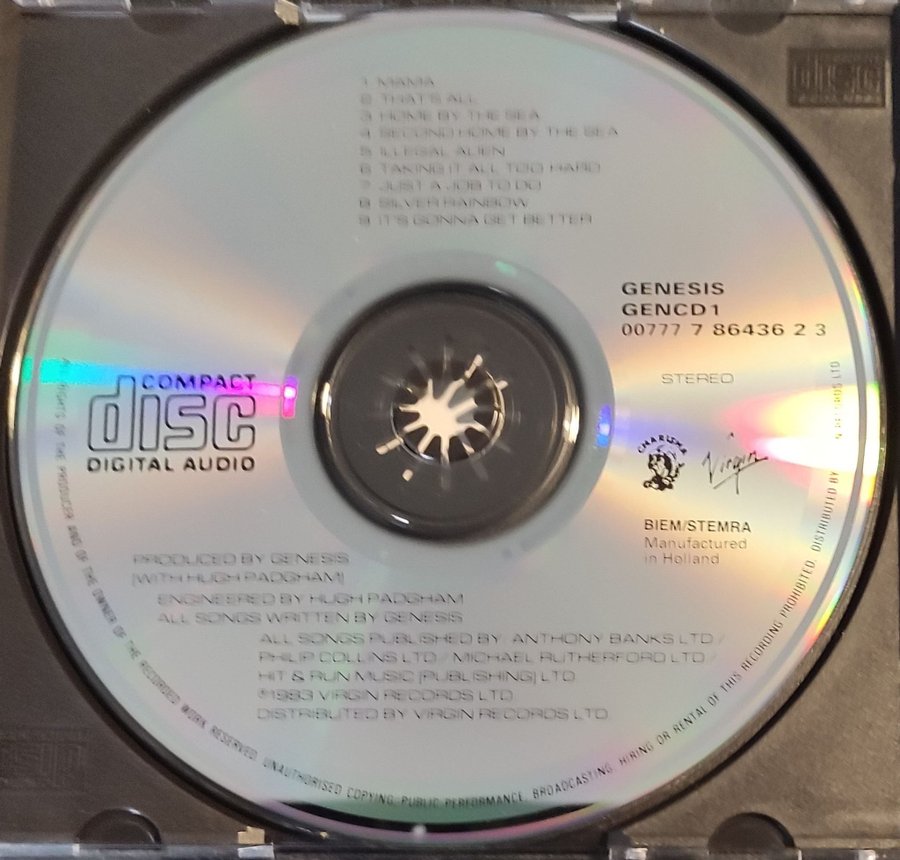 1 MAMA
2 THAT'S ALL
3 HOME BY THE SEA
4 SECOND HOME BY THE SEA
5 ILLEGAL ALIEN
6 TAKING IT ALL TOO HARD
7 JUST A JOB TO DO
8 SILVER RAINBOW
9 IT'S GONNA GET BETTER
GENESIS
GENCD1
00777 7 86436 2 3
STEREO
COMPACT
disc
DIGITAL AUDIO
CHARISMA
Virgin
BIEM/STEMRA
Manufactured
in Holland
PRODUCED BY GENESIS
[WITH HUGH PADGHAM]
ENGINEERED BY HUGH PADGHAM
ALL SONGS WRITTEN BY GENESIS
ALL SONGS PUBLISHED BY: ANTHONY BANKS LTD /
PHILIP COLLINS LTD / MICHAEL RUTHERFORD LTD /
HIT & RUN MUSIC [PUBLISHING] LTD
℗1983 VIRGIN RECORDS LTD
DISTRIBUTED BY VIRGIN RECORDS LTD
ALL RIGHTS OF THE PRODUCER AND OF THE OWNER OF THE RECORDED WORK RESERVED. UNAUTHORISED COPYING, PUBLIC PERFORMANCE, BROADCASTING, HIRING OR RENTAL OF THIS RECORDING PROHIBITED. DISTRIBUTED BY RECORDS LTD